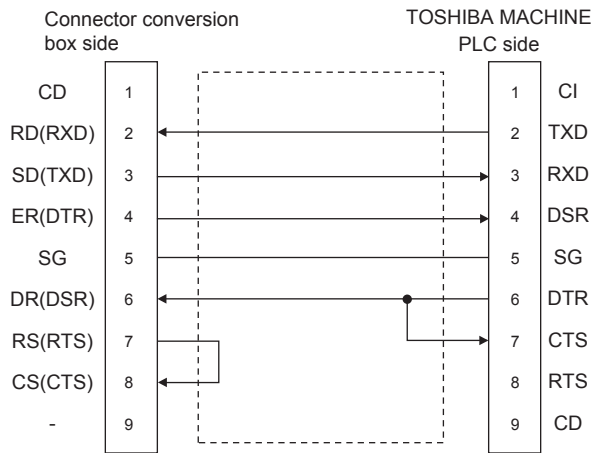 Connector conversion
box side
TOSHIBA MACHINE
PLC side
CD 1 1 CI
RD(RXD) 2 2 TXD
SD(TXD) 3 3 RXD
ER(DTR) 4 4 DSR
SG 5 5 SG
DR(DSR) 6 6 DTR
RS(RTS) 7 7 CTS
CS(CTS) 8 8 RTS
- 9 9 CD